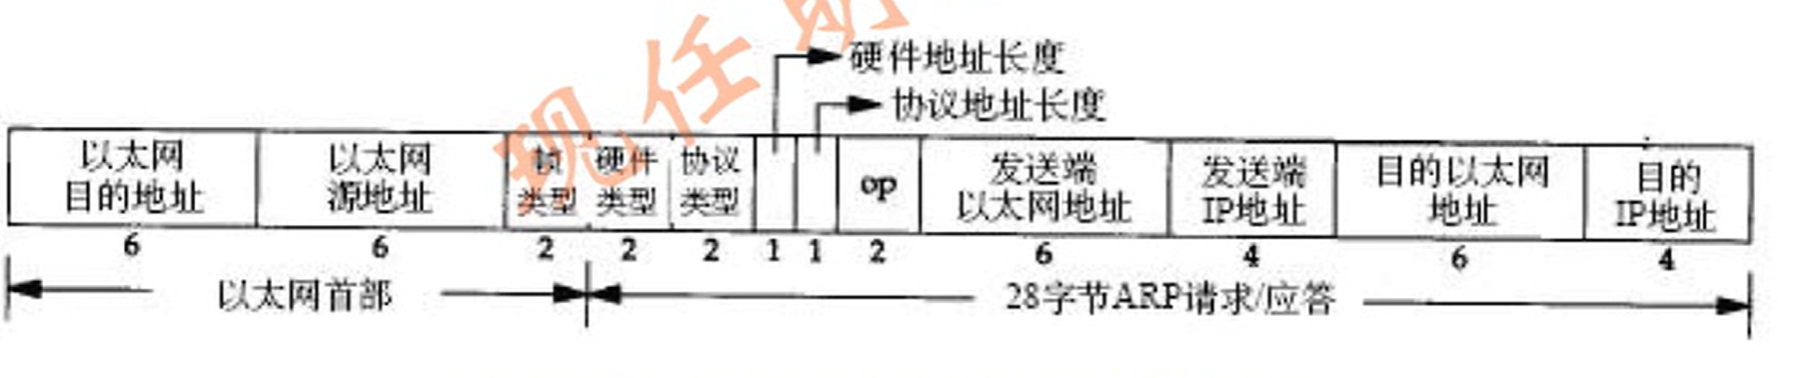 现任
硬件地址长度
协议地址长度
以太网
目的地址
以太网
源地址
帧
类型
硬件
类型
协议
类型
op
发送端
以太网地址
发送端
IP地址
目的以太网
地址
目的
IP地址
6 6 2 2 2 1 1 2 6 4 6 4
以太网首部
28字节ARP请求/应答